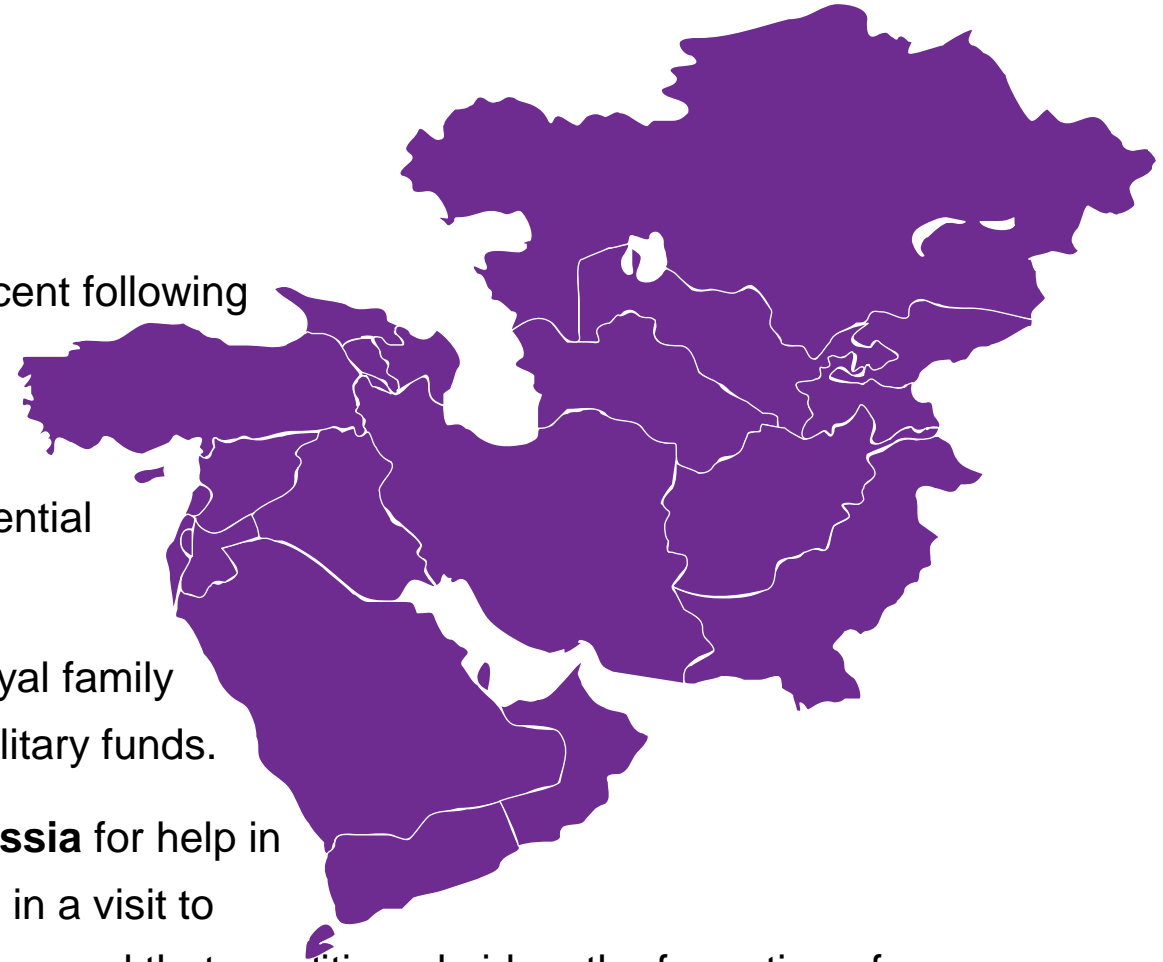 cent following
ential
yal family
litary funds.
ssia for help in
in a visit to